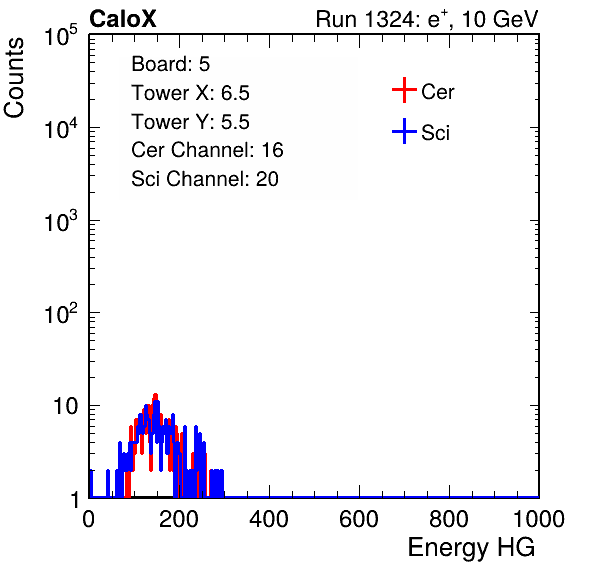 CaloX Run 1324: e⁺, 10 GeV
Counts
Board: 5
Tower X: 6.5
Tower Y: 5.5
Cer Channel: 16
Sci Channel: 20
Cer
Sci
10⁵
10⁴
10³
10²
10
1
0 200 400 600 800 1000
Energy HG